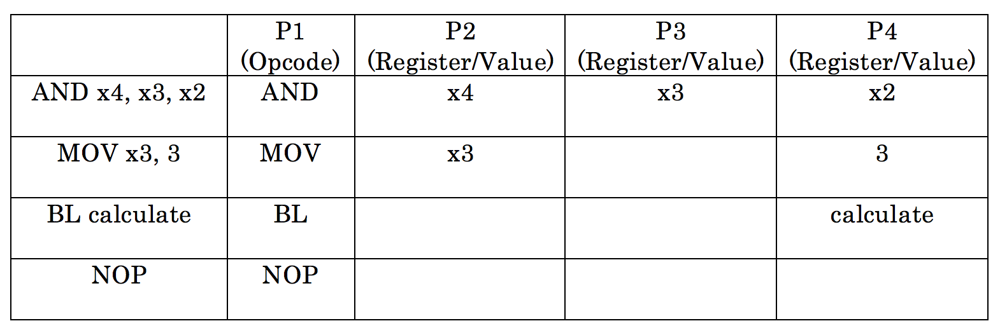 P1 P2 P3 P4
(Opcode) (Register/Value) (Register/Value) (Register/Value)
AND x4, x3, x2 AND x4 x3 x2
MOV x3, 3 MOV x3 3
BL calculate BL calculate
NOP NOP